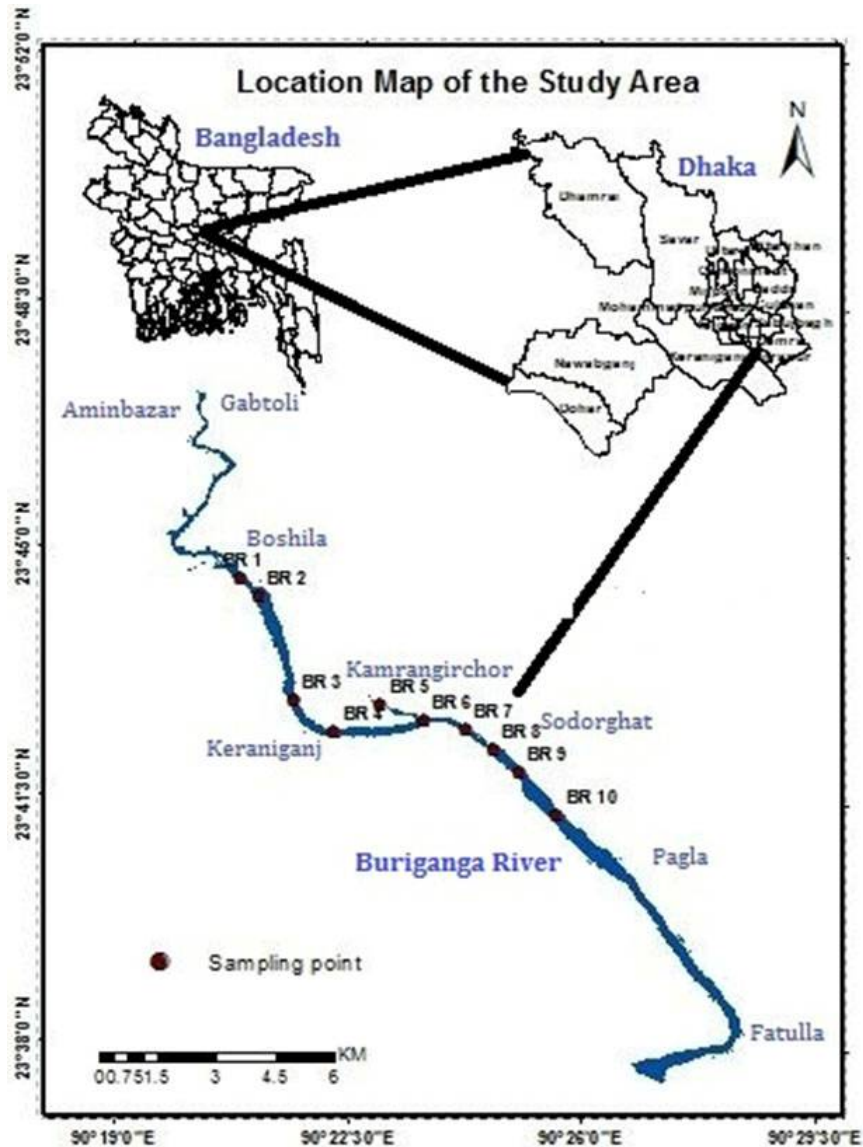 Location Map of the Study Area
N
Bangladesh
Dhaka
Dhamrai
Savar
Nawabganj
Dohar
Aminbazar
Gabtoli
Boshila
BR 1
BR 2
Kamrangirchor
BR 3
BR 5
BR 4
BR 6
BR 7
Sodorghat
BR 8
Keraniganj
BR 9
BR 10
Buriganga River
Pagla
Sampling point
Fatulla
KM
0 0.75 1.5 3 4.5 6
23°52'0"N
23°48'30"N
23°45'0"N
23°41'30"N
23°38'0"N
90°19'0"E
90°22'30"E
90°26'0"E
90°29'30"E